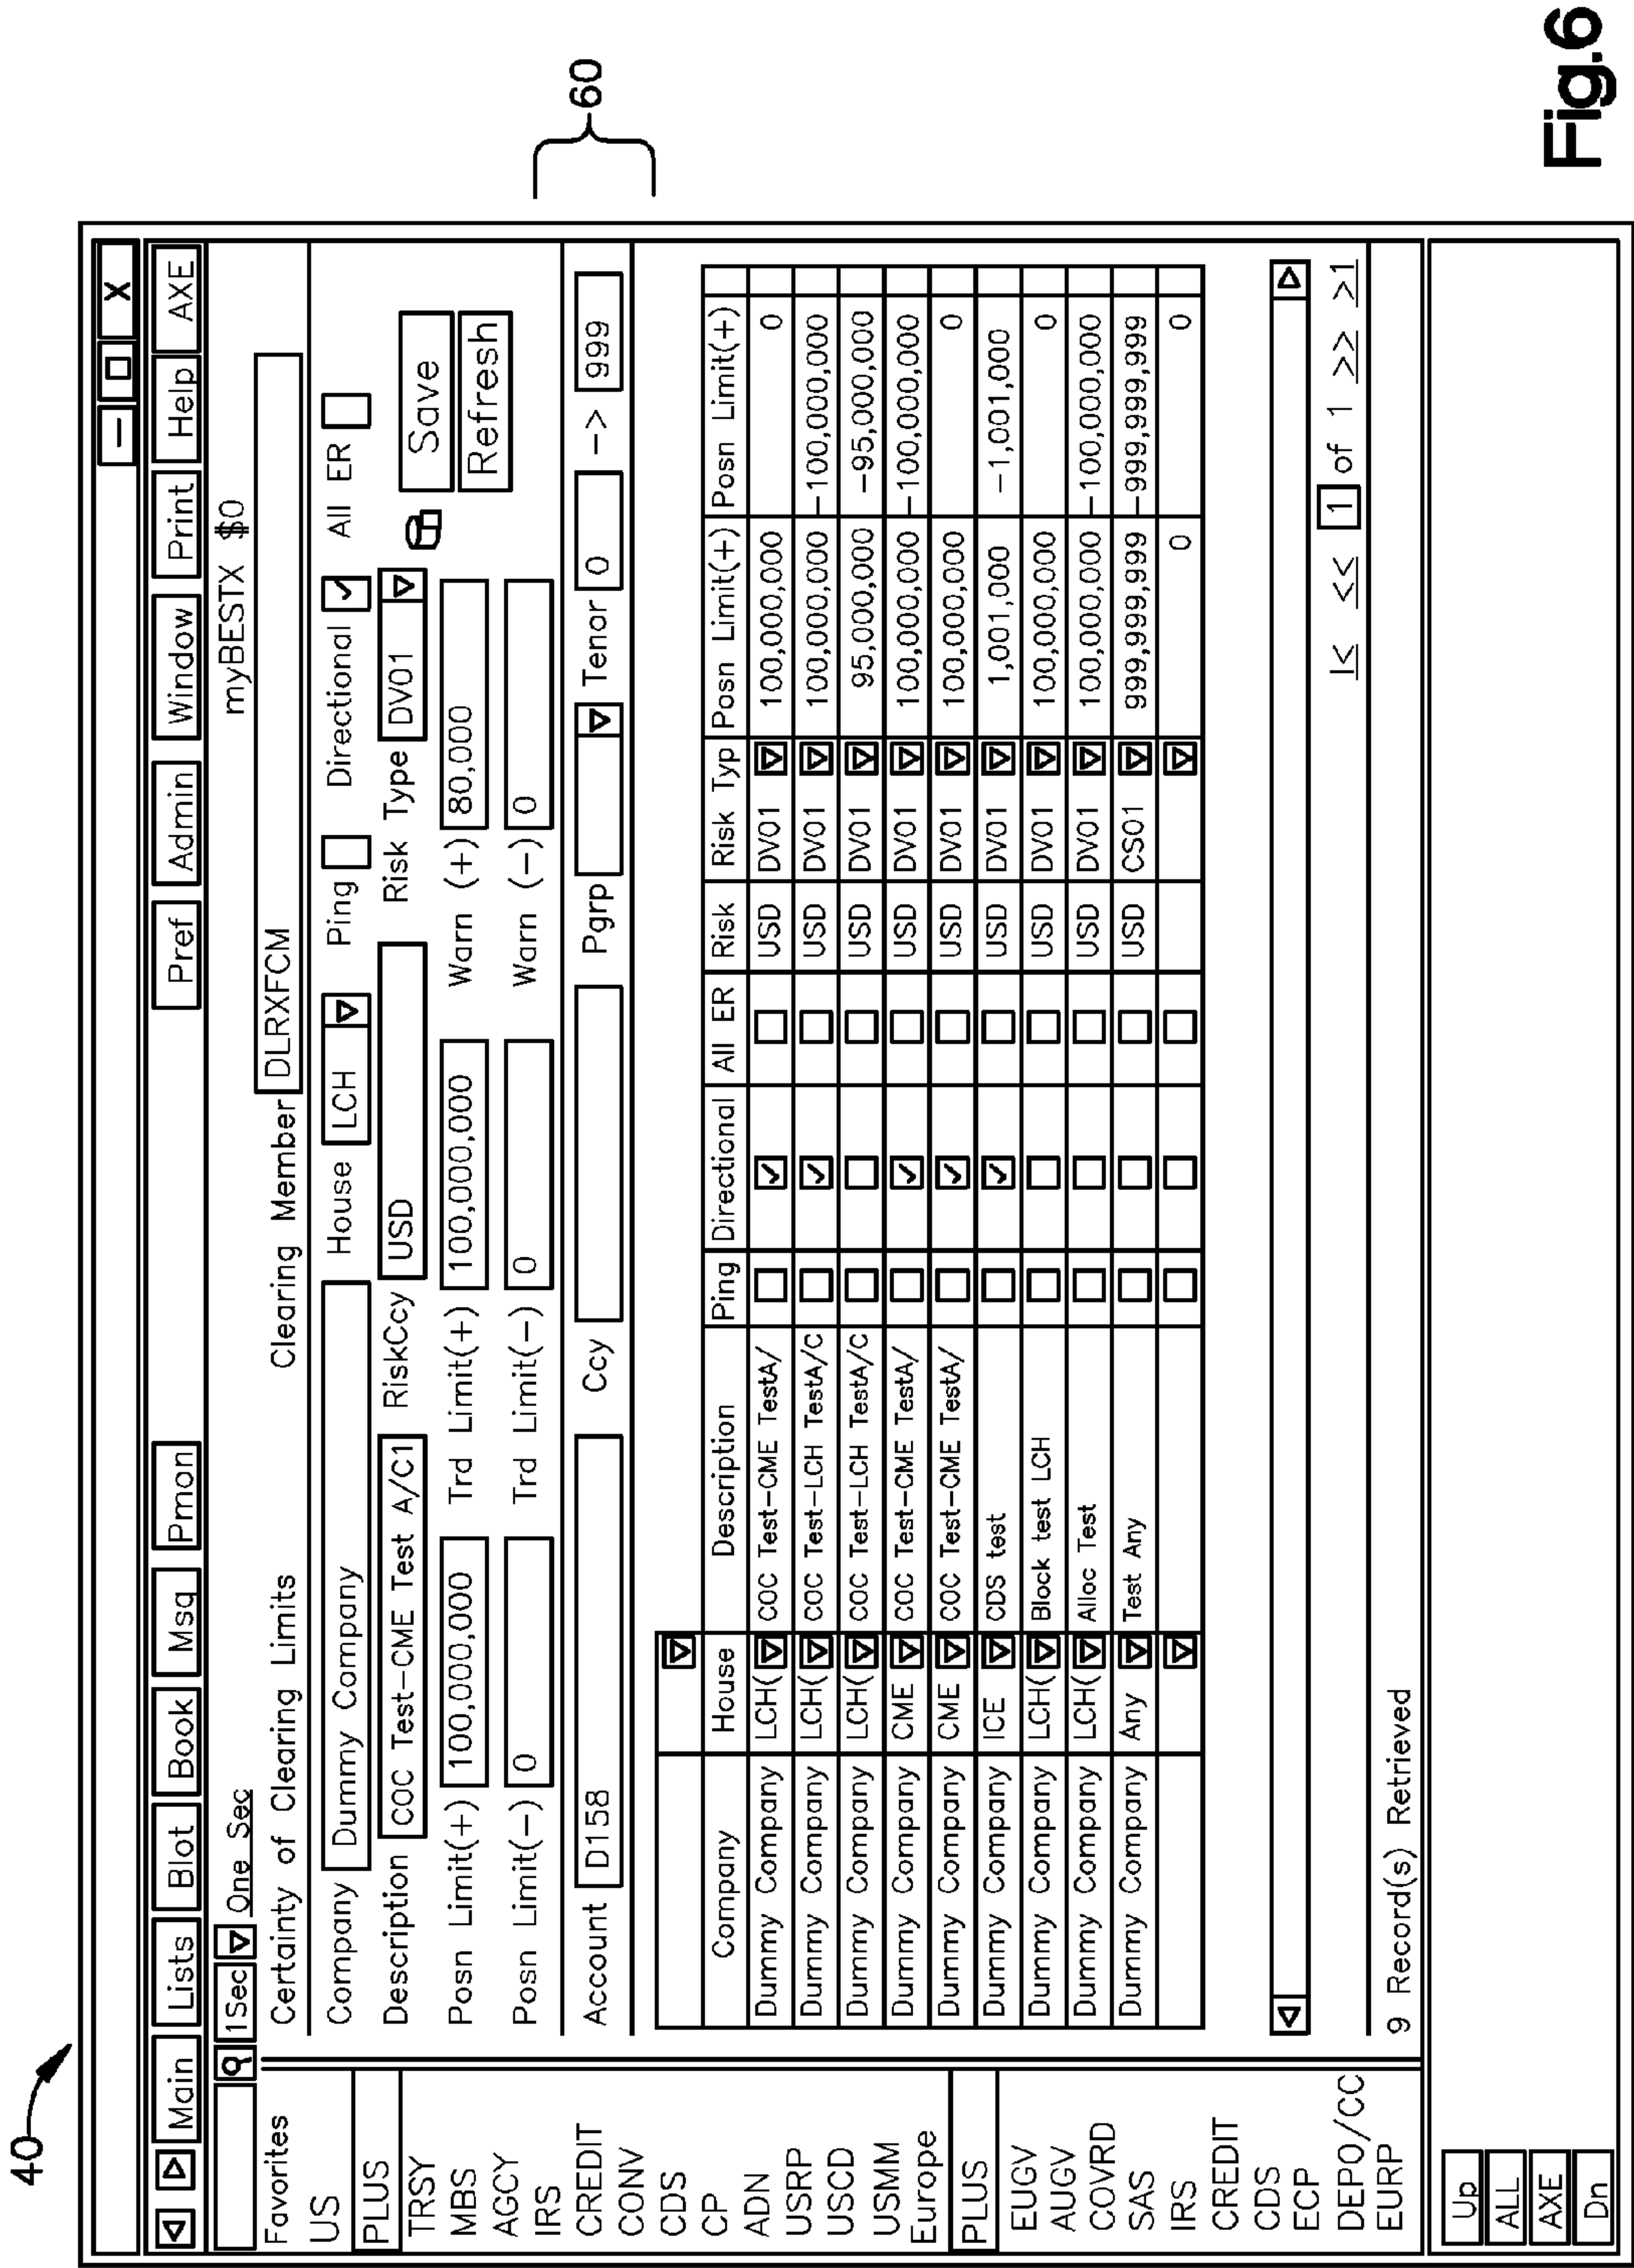 40
— □ X
Main Lists Blot Book Msg Pmon Pref Admin Window Print Help AXE
1Sec One Sec myBESTX $0
Certainty of Clearing Limits Clearing Member DLRXFCM
Company Dummy Company House LCH Ping Directional All ER
Description COC Test-CME Test A/C1 RiskCcy USD Risk Type DV01 Save
Posn Limit(+) 100,000,000 Trd Limit(+) 100,000,000 Warn (+) 80,000 Refresh
Posn Limit(-) 0 Trd Limit(-) 0 Warn (-) 0
Account D158 Ccy Pgrp Tenor 0 -> 999
60
Company House Description Ping Directional All ER Risk Risk Typ Posn Limit(+) Posn Limit(+)
Dummy Company LCH( COC Test-CME TestA/ USD DV01 100,000,000 0
Dummy Company LCH( COC Test-LCH TestA/C USD DV01 100,000,000 -100,000,000
Dummy Company LCH( COC Test-LCH TestA/C USD DV01 95,000,000 -95,000,000
Dummy Company CME COC Test-CME TestA/ USD DV01 100,000,000 -100,000,000
Dummy Company CME COC Test-CME TestA/ USD DV01 100,000,000 0
Dummy Company ICE CDS test USD DV01 1,001,000 -1,001,000
Dummy Company LCH( Block test LCH USD DV01 100,000,000 0
Dummy Company LCH( Alloc Test USD DV01 100,000,000 -100,000,000
Dummy Company Any Test Any USD CS01 999,999,999 -999,999,999
0 0
|< << 1 of 1 >> >1
9 Record(s) Retrieved
Favorites
US
PLUS
TRSY
MBS
AGCY
IRS
CREDIT
CONV
CDS
CP
ADN
USRP
USCD
USMM
Europe
PLUS
EUGV
AUGV
COVRD
SAS
IRS
CREDIT
CDS
ECP
DEPO/CC
EURP
Up
ALL
AXE
Dn
Fig.6